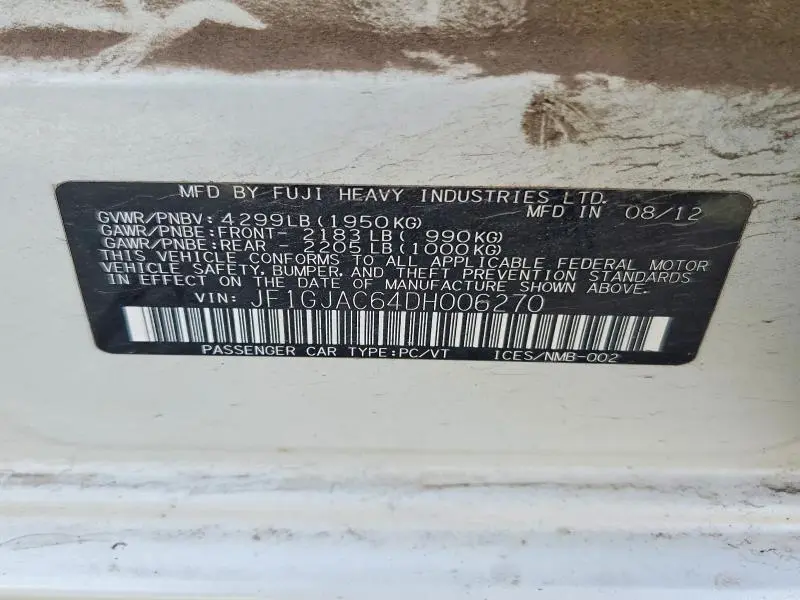 MFD BY FUJI HEAVY INDUSTRIES LTD.
MFD IN 08/12
GVWR/PNBV: 4299LB(1950KG)
GAWR/PNBE:FRONT- 2183LB( 990KG)
GAWR/PNBE:REAR - 2205LB(1000KG)
THIS VEHICLE CONFORMS TO ALL APPLICABLE FEDERAL MOTOR
VEHICLE SAFETY, BUMPER, AND THEFT PREVENTION STANDARDS
IN EFFECT ON THE DATE OF MANUFACTURE SHOWN ABOVE.
VIN: JF1GJAC64DH006270
PASSENGER CAR TYPE:PC/VT ICES/NMB-002